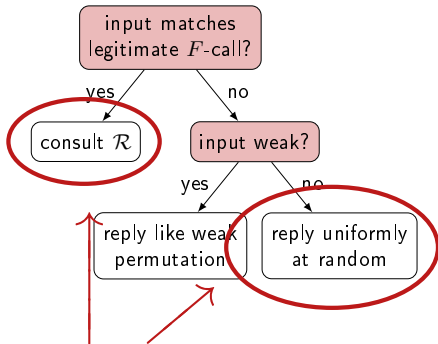 input matches
legitimate F-call?
yes
no
consult R
input weak?
yes
no
reply like weak
permutation
reply uniformly
at random